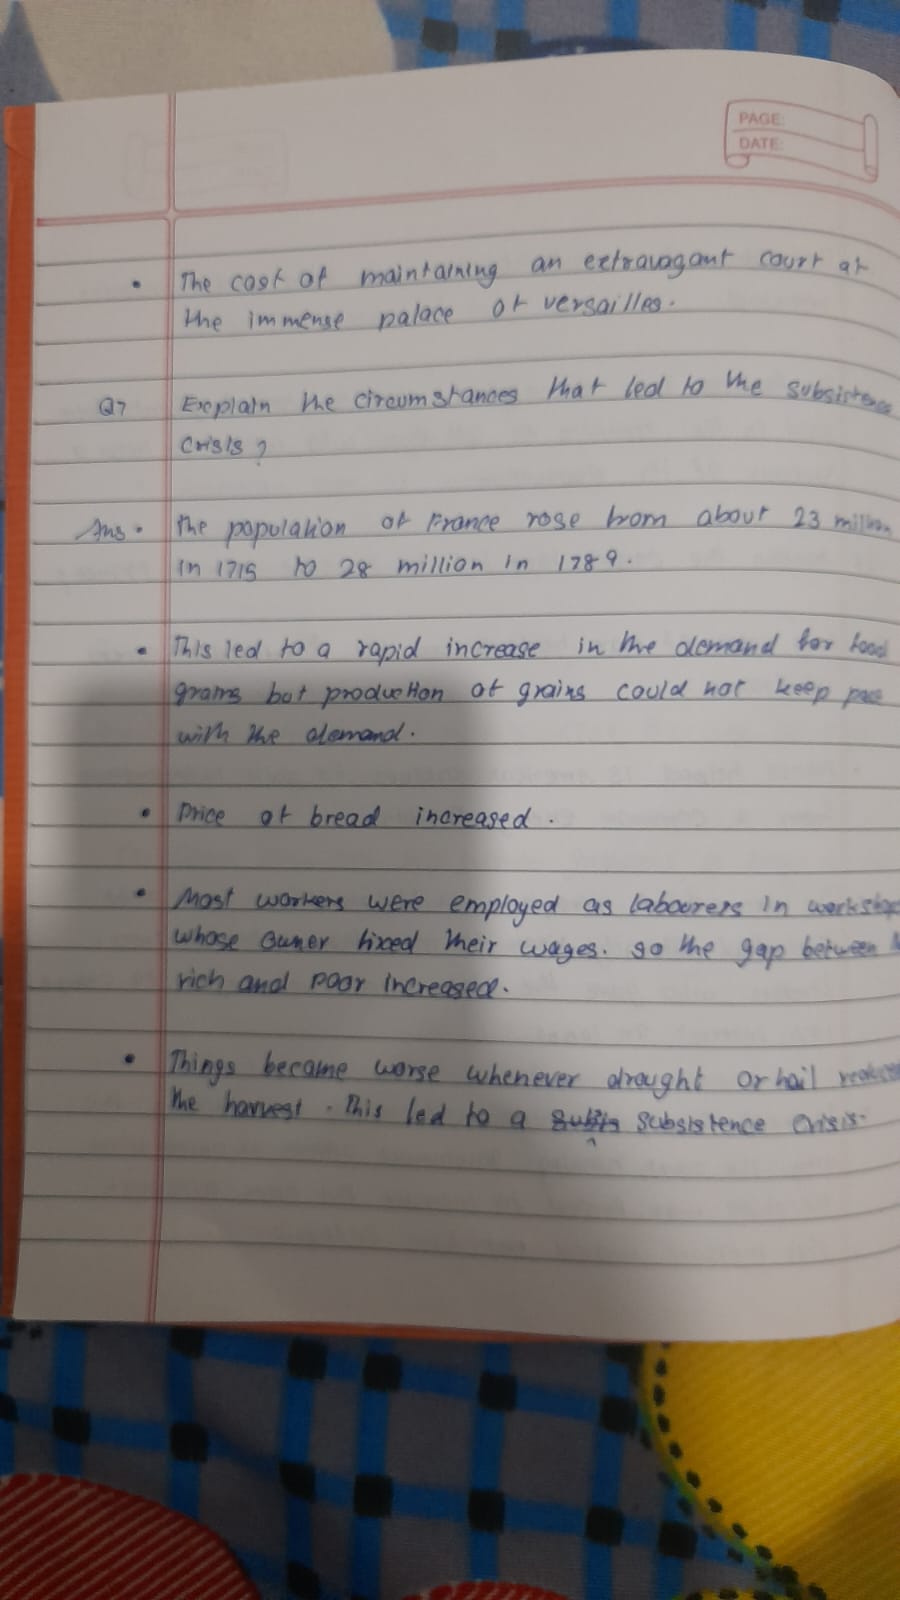 PAGE:
DATE:
• The cost of maintaining an extravagant court at
the immense palace of versailles.
Q7 Explain the circumstances that led to the subsistence
crisis?
Ans. The population of France rose from about 23 million
in 1715 to 28 million in 1789.
• This led to a rapid increase in the demand for food
grains but production of grains could not keep pace
with the demand.
• Price of bread increased.
• Most workers were employed as labourers in workshop
whose owner fixed their wages. so the gap between
rich and poor increased.
• Things became worse whenever drought or hail
the harvest. This led to a subsistence crisis.